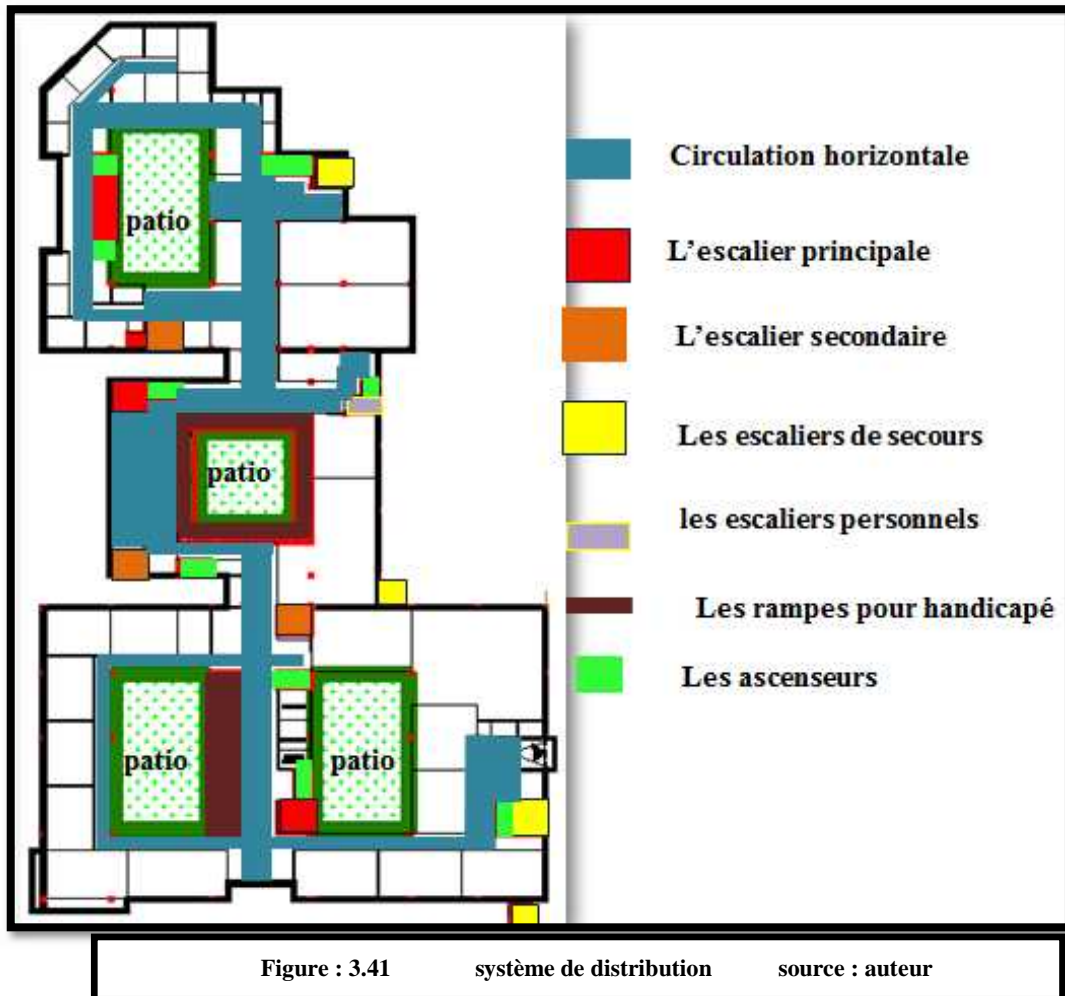 patio
patio
patio
patio
Circulation horizontale
L'escalier principale
L'escalier secondaire
Les escaliers de secours
les escaliers personnels
Les rampes pour handicapé
Les ascenseurs
Figure : 3.41 système de distribution source : auteur